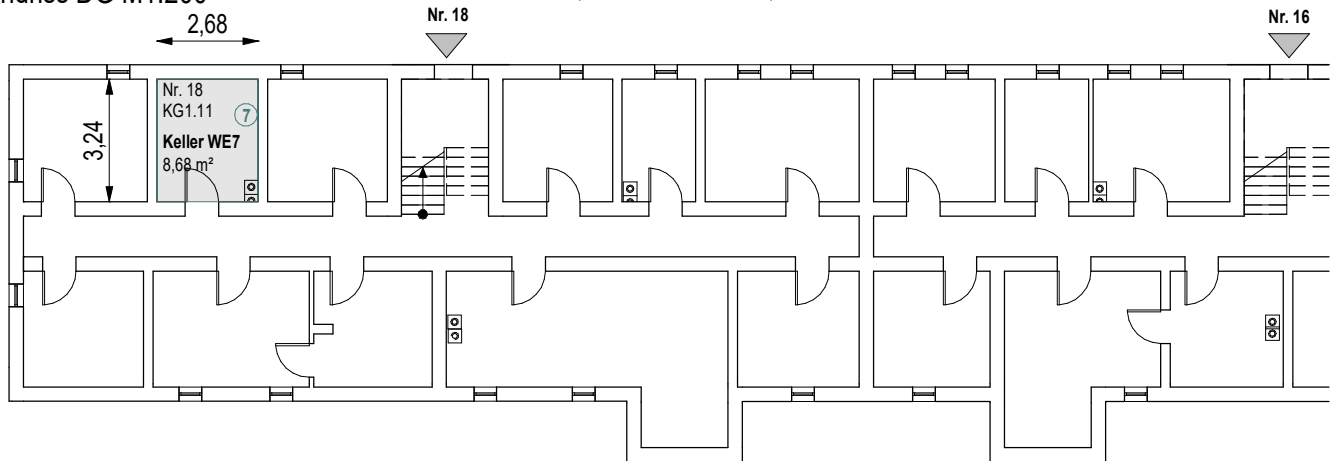 2,68
Nr. 18
Nr. 16
Nr. 18
KG1.11
7
Keller WE7
8,68 m²
3,24